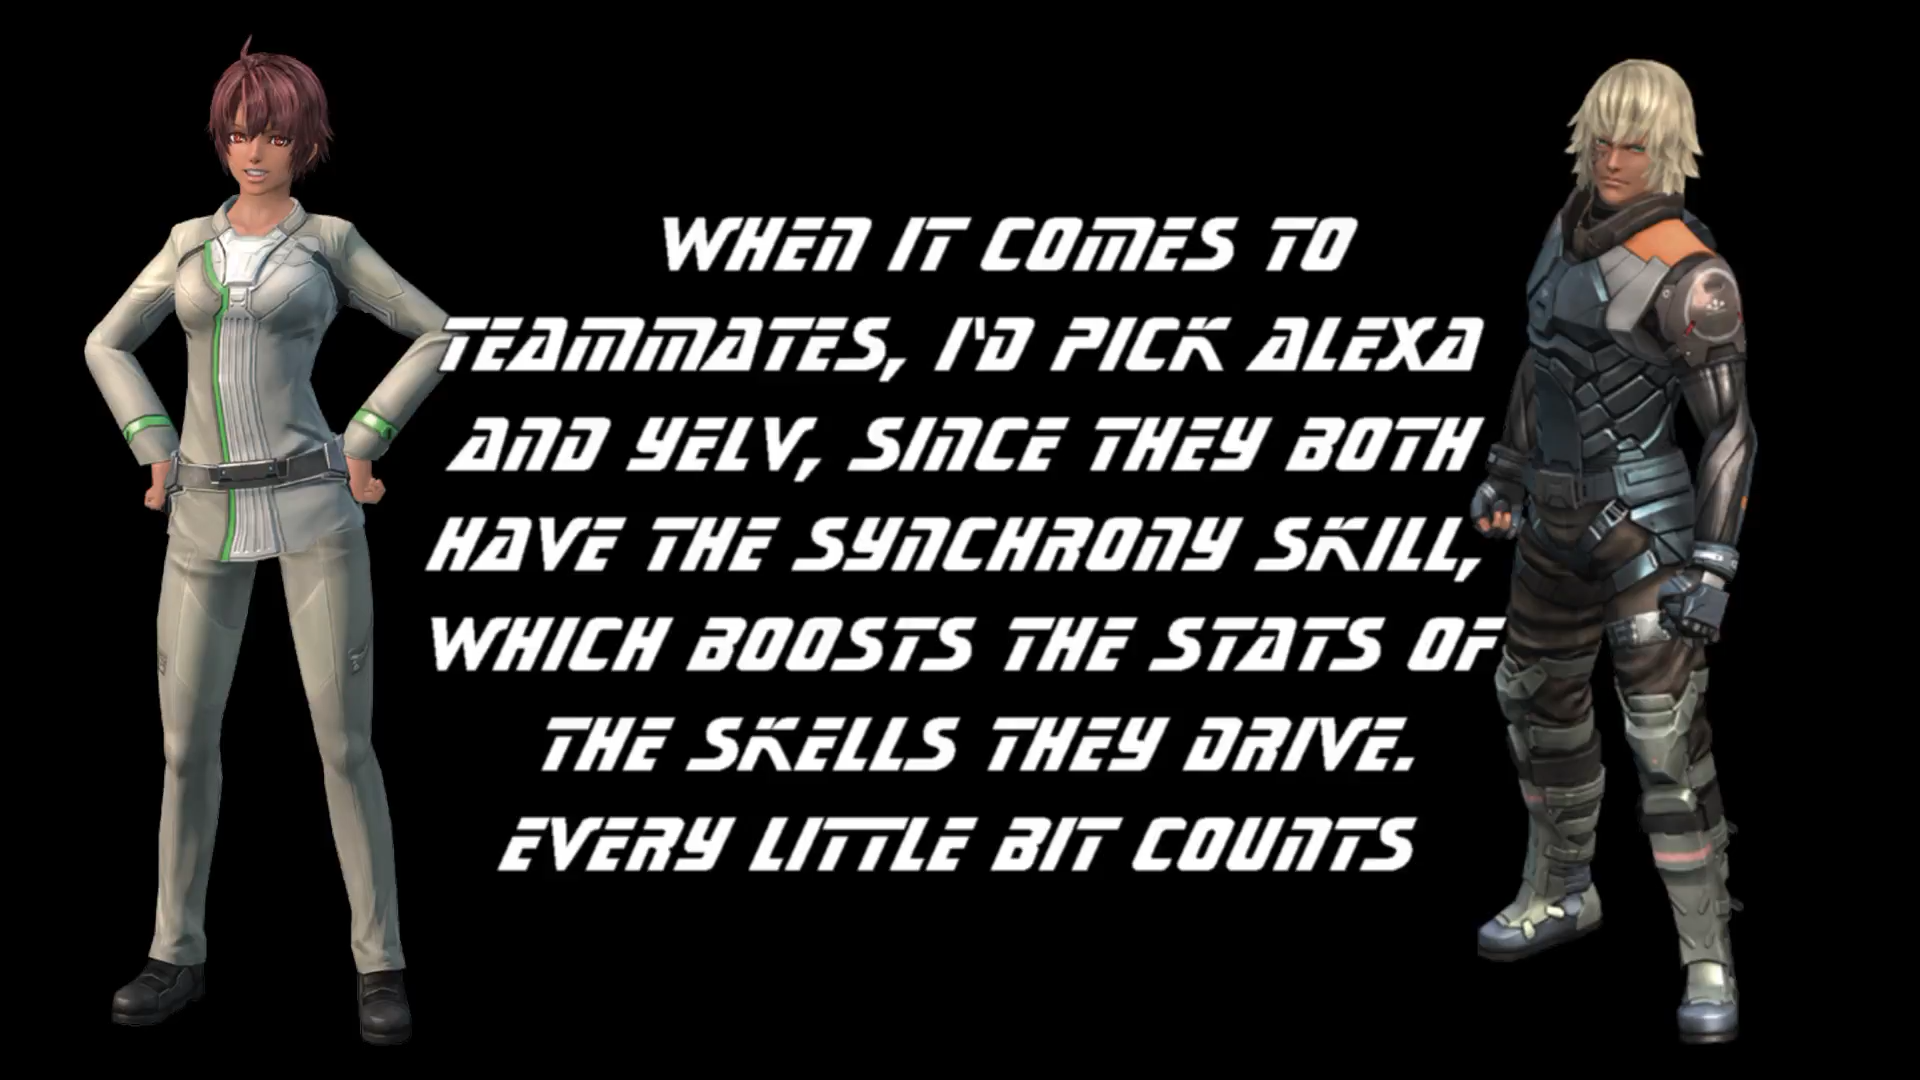 WHEN IT COMES TO
TEAMMATES, I'D PICK ALEXA
AND YELV, SINCE THEY BOTH
HAVE THE SYNCHRONY SKILL,
WHICH BOOSTS THE STATS OF
THE SKELLS THEY DRIVE.
EVERY LITTLE BIT COUNTS